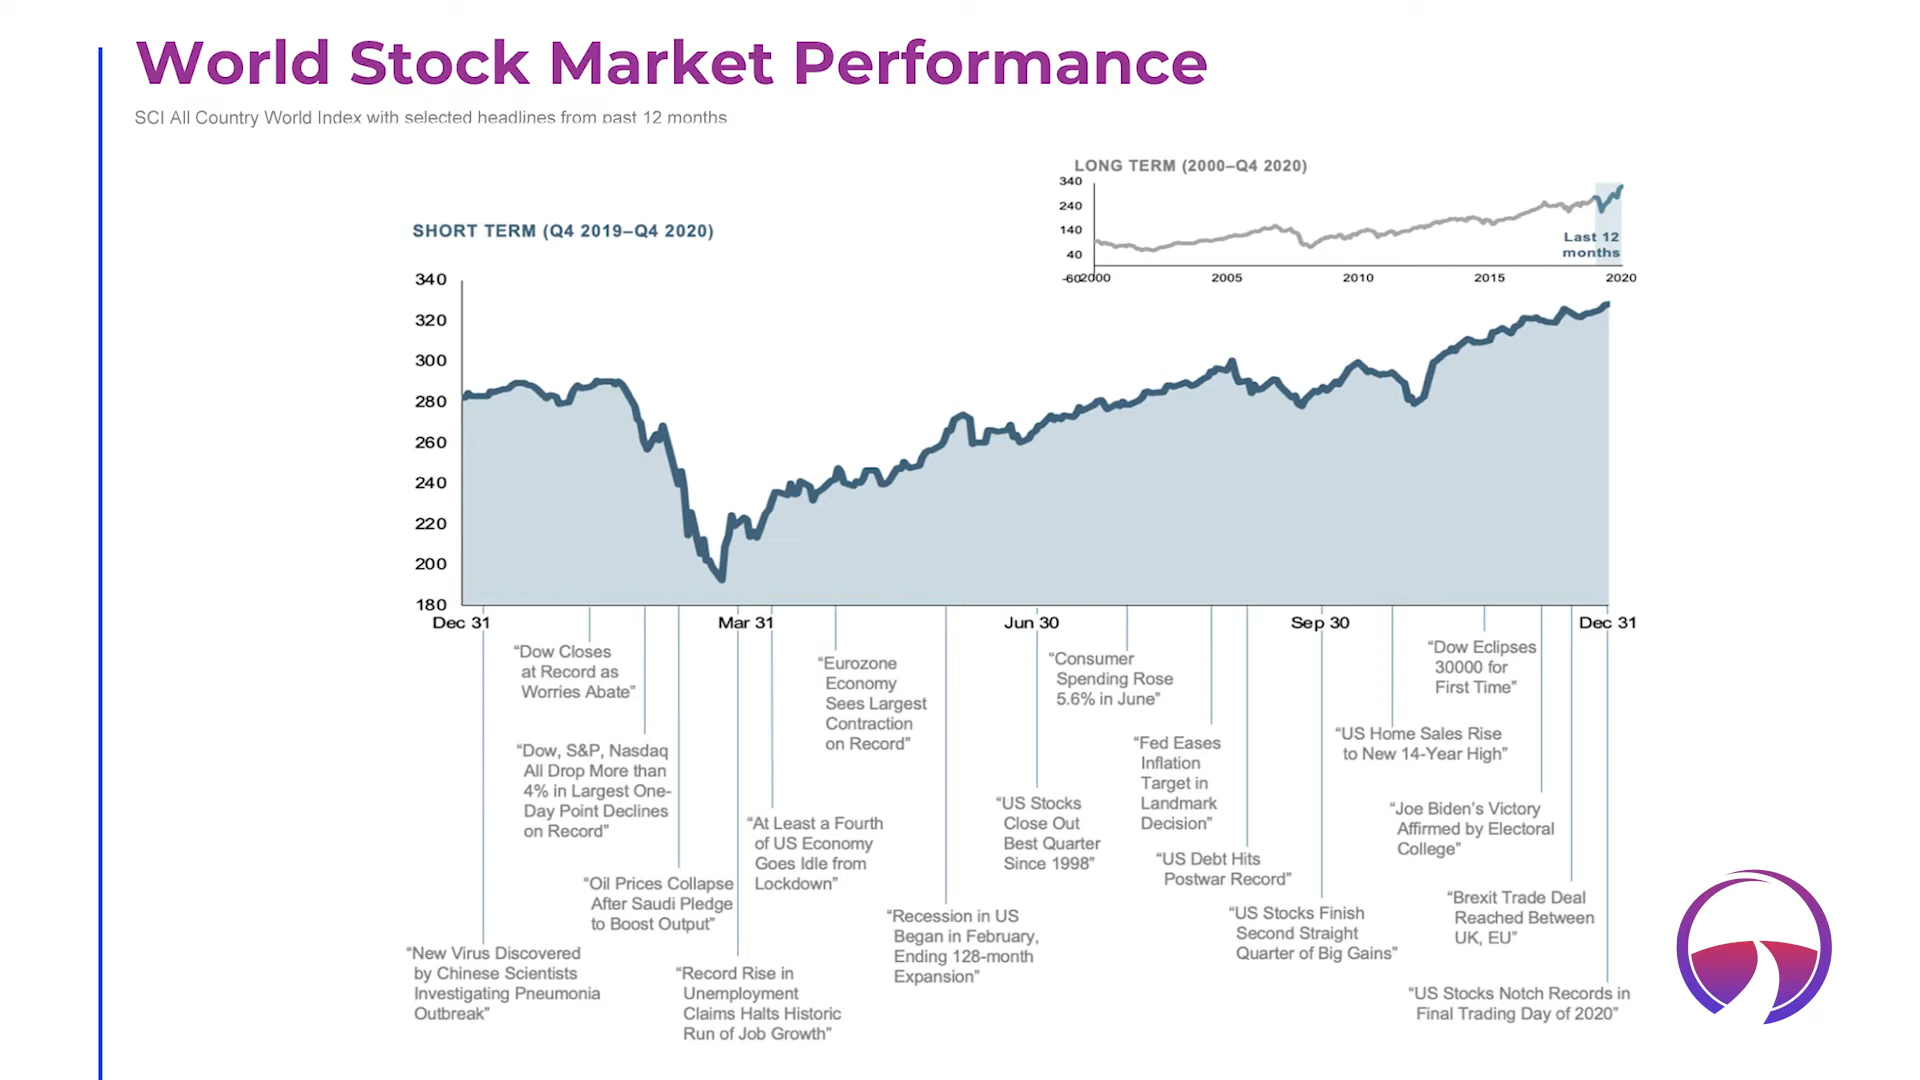 World Stock Market Performance
SCI All Country World Index with selected headlines from past 12 months
LONG TERM (2000–Q4 2020)
340
240
140
40
-60
2000
2005
2010
2015
2020
Last 12
months
SHORT TERM (Q4 2019–Q4 2020)
340
320
300
280
260
240
220
200
180
Dec 31
Mar 31
Jun 30
Sep 30
Dec 31
“Dow Closes
at Record as
Worries Abate”
“Dow, S&P, Nasdaq
All Drop More than
4% in Largest One-
Day Point Declines
on Record”
“Oil Prices Collapse
After Saudi Pledge
to Boost Output”
“New Virus Discovered
by Chinese Scientists
Investigating Pneumonia
Outbreak”
“Record Rise in
Unemployment
Claims Halts Historic
Run of Job Growth”
“At Least a Fourth
of US Economy
Goes Idle from
Lockdown”
“Eurozone
Economy
Sees Largest
Contraction
on Record”
“Recession in US
Began in February,
Ending 128-month
Expansion”
“US Stocks
Close Out
Best Quarter
Since 1998”
“Consumer
Spending Rose
5.6% in June”
“Fed Eases
Inflation
Target in
Landmark
Decision”
“US Debt Hits
Postwar Record”
“US Stocks Finish
Second Straight
Quarter of Big Gains”
“US Home Sales Rise
to New 14-Year High”
“Dow Eclipses
30000 for
First Time”
“Joe Biden’s Victory
Affirmed by Electoral
College”
“Brexit Trade Deal
Reached Between
UK, EU”
“US Stocks Notch Records in
Final Trading Day of 2020”